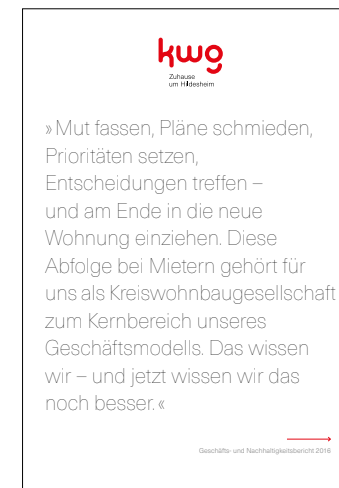 kwg
Zuhause
um Hildesheim
» Mut fassen, Pläne schmieden,
Prioritäten setzen,
Entscheidungen treffen –
und am Ende in die neue
Wohnung einziehen. Diese
Abfolge bei Mietern gehört für
uns als Kreiswohnbaugesellschaft
zum Kernbereich unseres
Geschäftsmodells. Das wissen
wir – und jetzt wissen wir das
noch besser. «
Geschäfts- und Nachhaltigkeitsbericht 2016